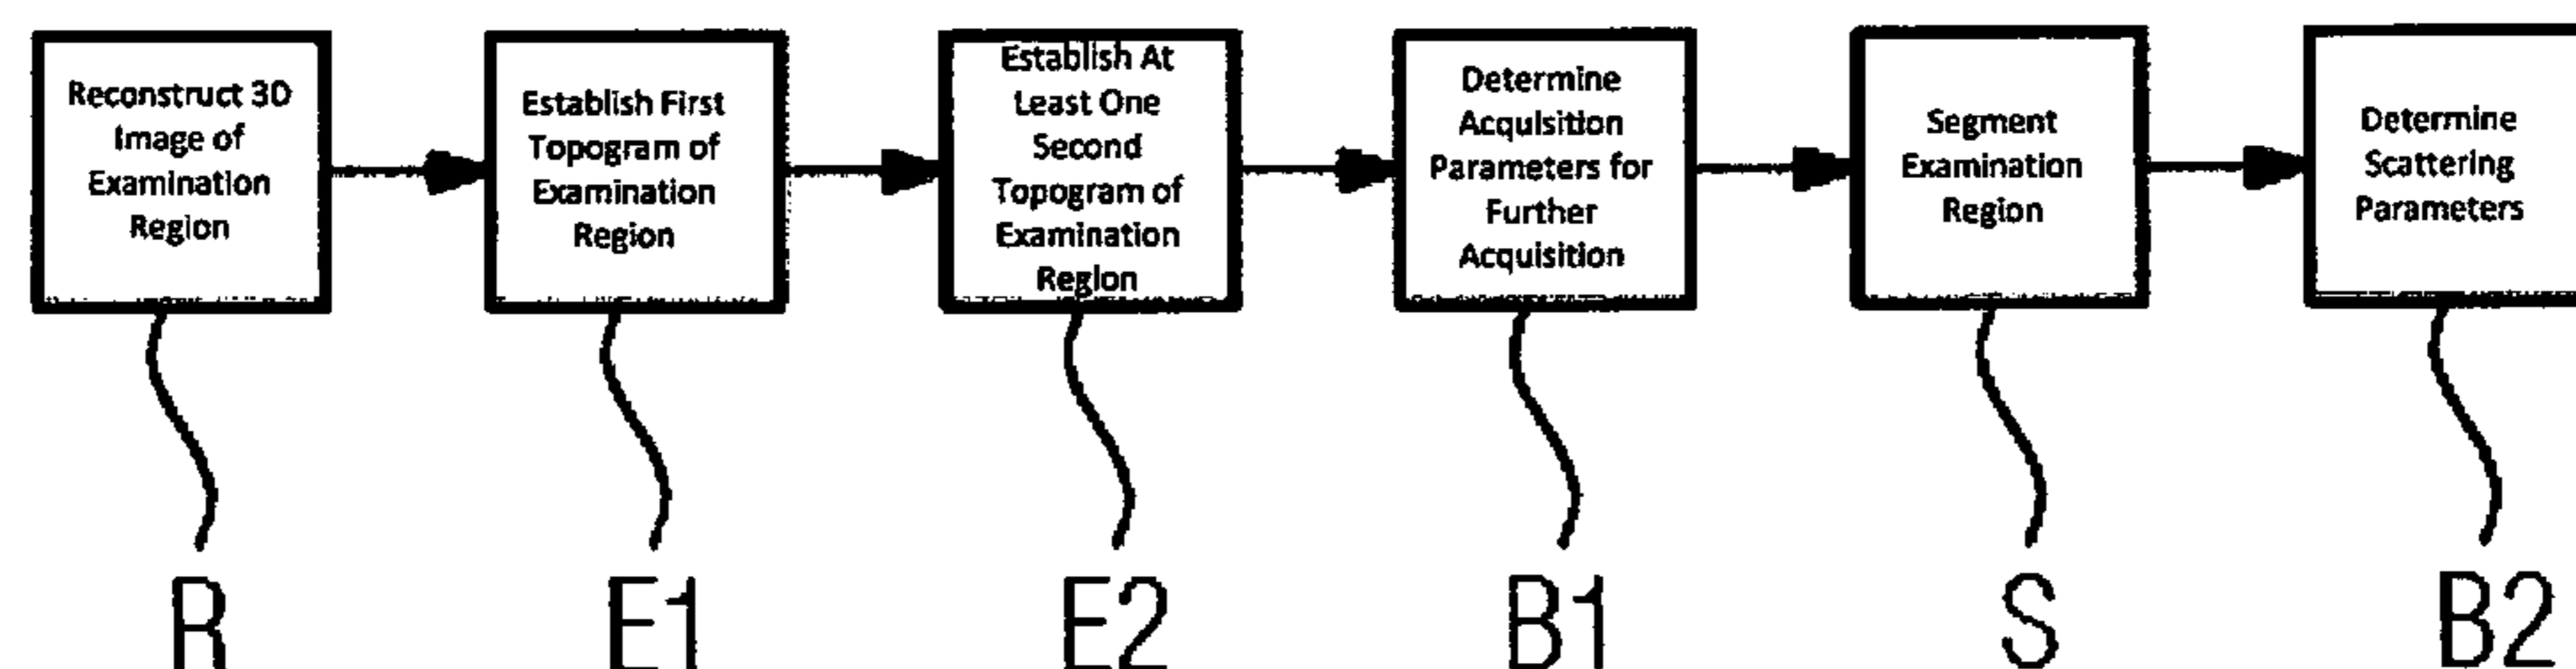 Reconstruct 3D
Image of
Examination
Region
Establish First
Topogram of
Examination
Region
Establish At
Least One
Second
Topogram of
Examination
Region
Determine
Acquisition
Parameters for
Further
Acquisition
Segment
Examination
Region
Determine
Scattering
Parameters
R
E1
E2
B1
S
B2